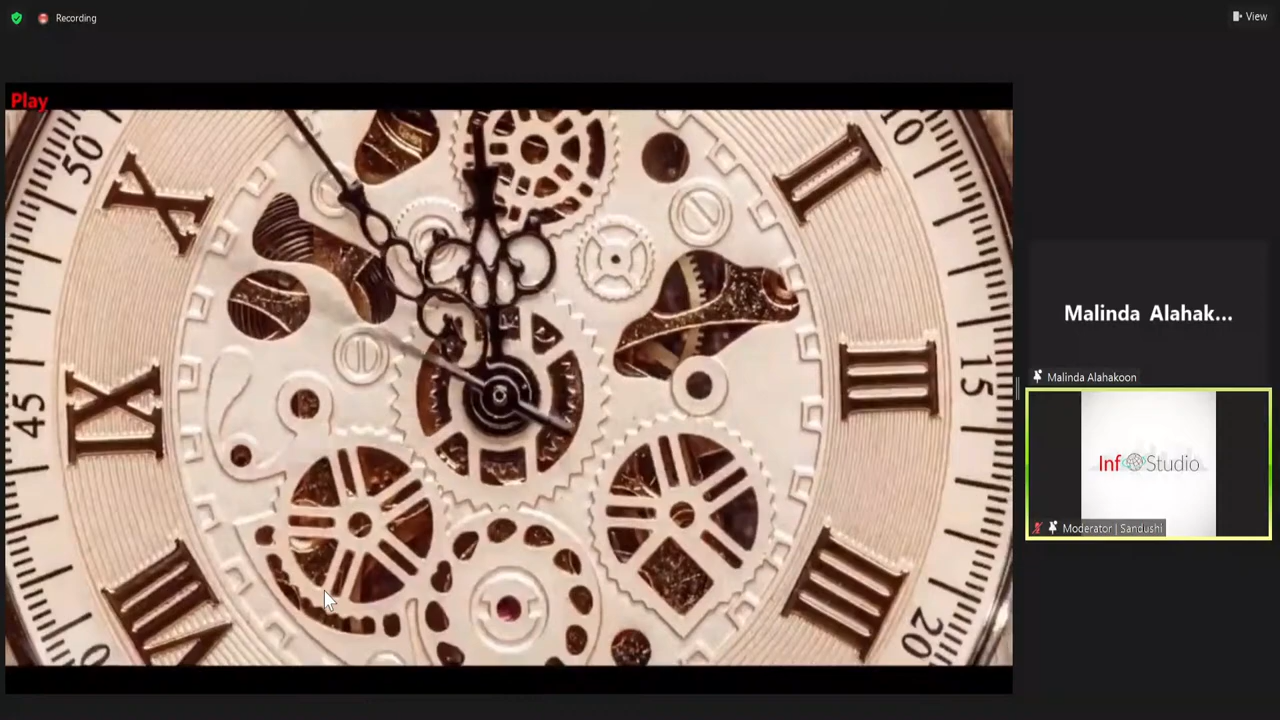 Recording
View
Play
50
10
X
II
45
IX
III
15
VIII
IIII
20
Malinda Alahak...
Malinda Alahakoon
Inf Studio
Moderator | Sandushi